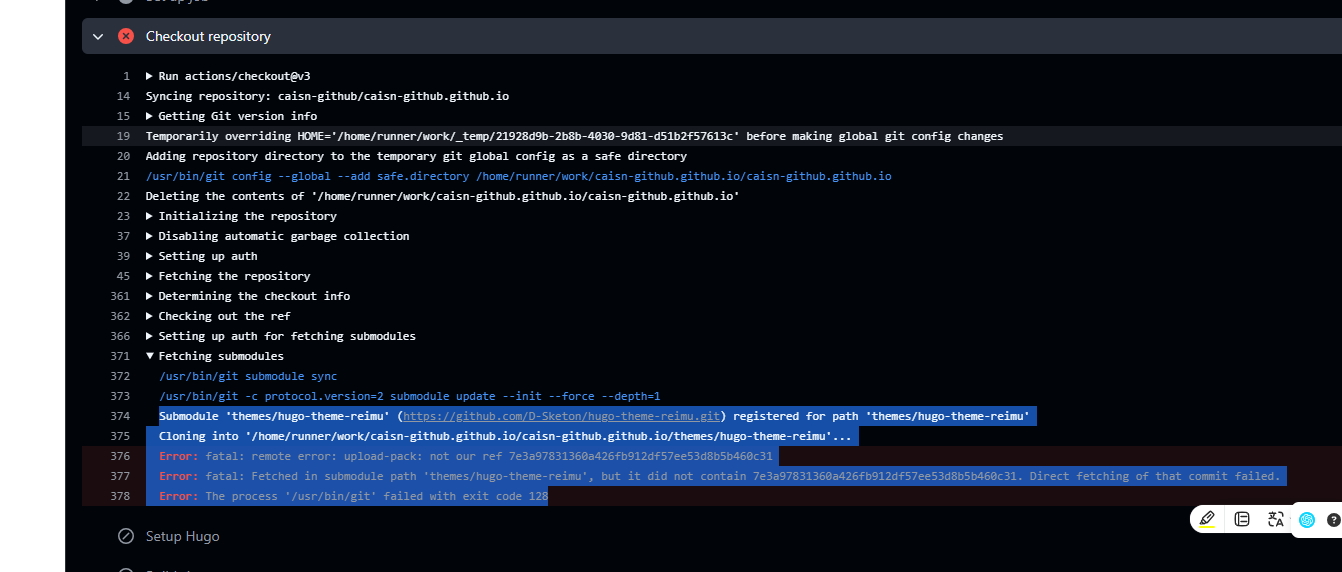 Set up job
Checkout repository
1 Run actions/checkout@v3
14 Syncing repository: caisn-github/caisn-github.github.io
15 Getting Git version info
19 Temporarily overriding HOME='/home/runner/work/_temp/21928d9b-2b8b-4030-9d81-d51b2f57613c' before making global git config changes
20 Adding repository directory to the temporary git global config as a safe directory
21 /usr/bin/git config --global --add safe.directory /home/runner/work/caisn-github.github.io/caisn-github.github.io
22 Deleting the contents of '/home/runner/work/caisn-github.github.io/caisn-github.github.io'
23 Initializing the repository
37 Disabling automatic garbage collection
39 Setting up auth
45 Fetching the repository
361 Determining the checkout info
362 Checking out the ref
366 Setting up auth for fetching submodules
371 Fetching submodules
372 /usr/bin/git submodule sync
373 /usr/bin/git -c protocol.version=2 submodule update --init --force --depth=1
374 Submodule 'themes/hugo-theme-reimu' (https://github.com/D-Sketon/hugo-theme-reimu.git) registered for path 'themes/hugo-theme-reimu'
375 Cloning into '/home/runner/work/caisn-github.github.io/caisn-github.github.io/themes/hugo-theme-reimu'...
376 Error: fatal: remote error: upload-pack: not our ref 7e3a97831360a426fb912df57ee53d8b5b460c31
377 Error: fatal: Fetched in submodule path 'themes/hugo-theme-reimu', but it did not contain 7e3a97831360a426fb912df57ee53d8b5b460c31. Direct fetching of that commit failed.
378 Error: The process '/usr/bin/git' failed with exit code 128
Setup Hugo